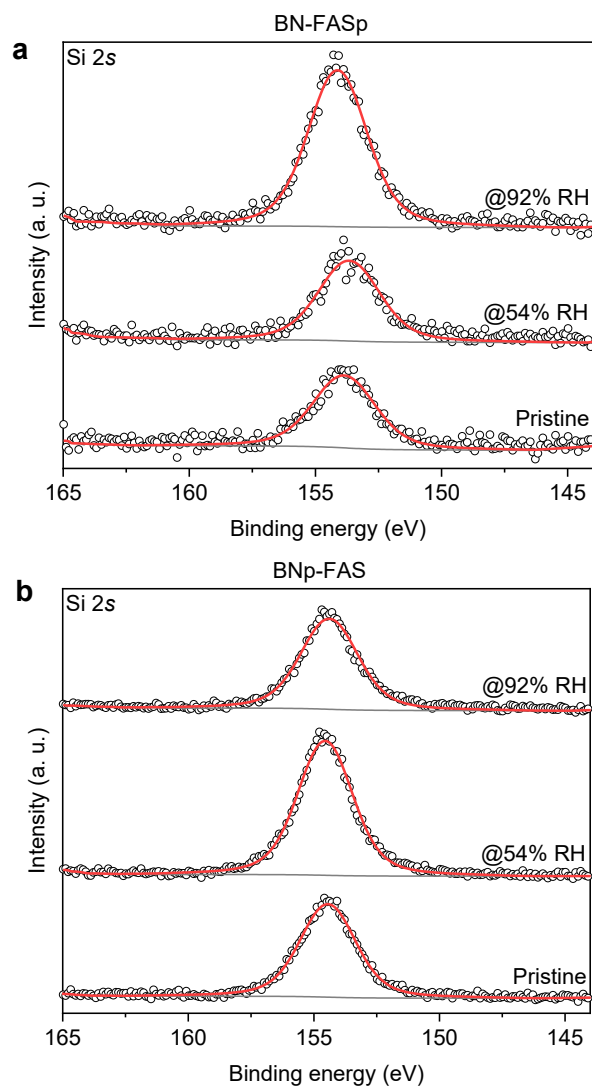 BN-FASp
a
Si 2s
@92% RH
@54% RH
Pristine
Intensity (a. u.)
165 160 155 150 145
Binding energy (eV)
BNp-FAS
b
Si 2s
@92% RH
@54% RH
Pristine
Intensity (a. u.)
165 160 155 150 145
Binding energy (eV)